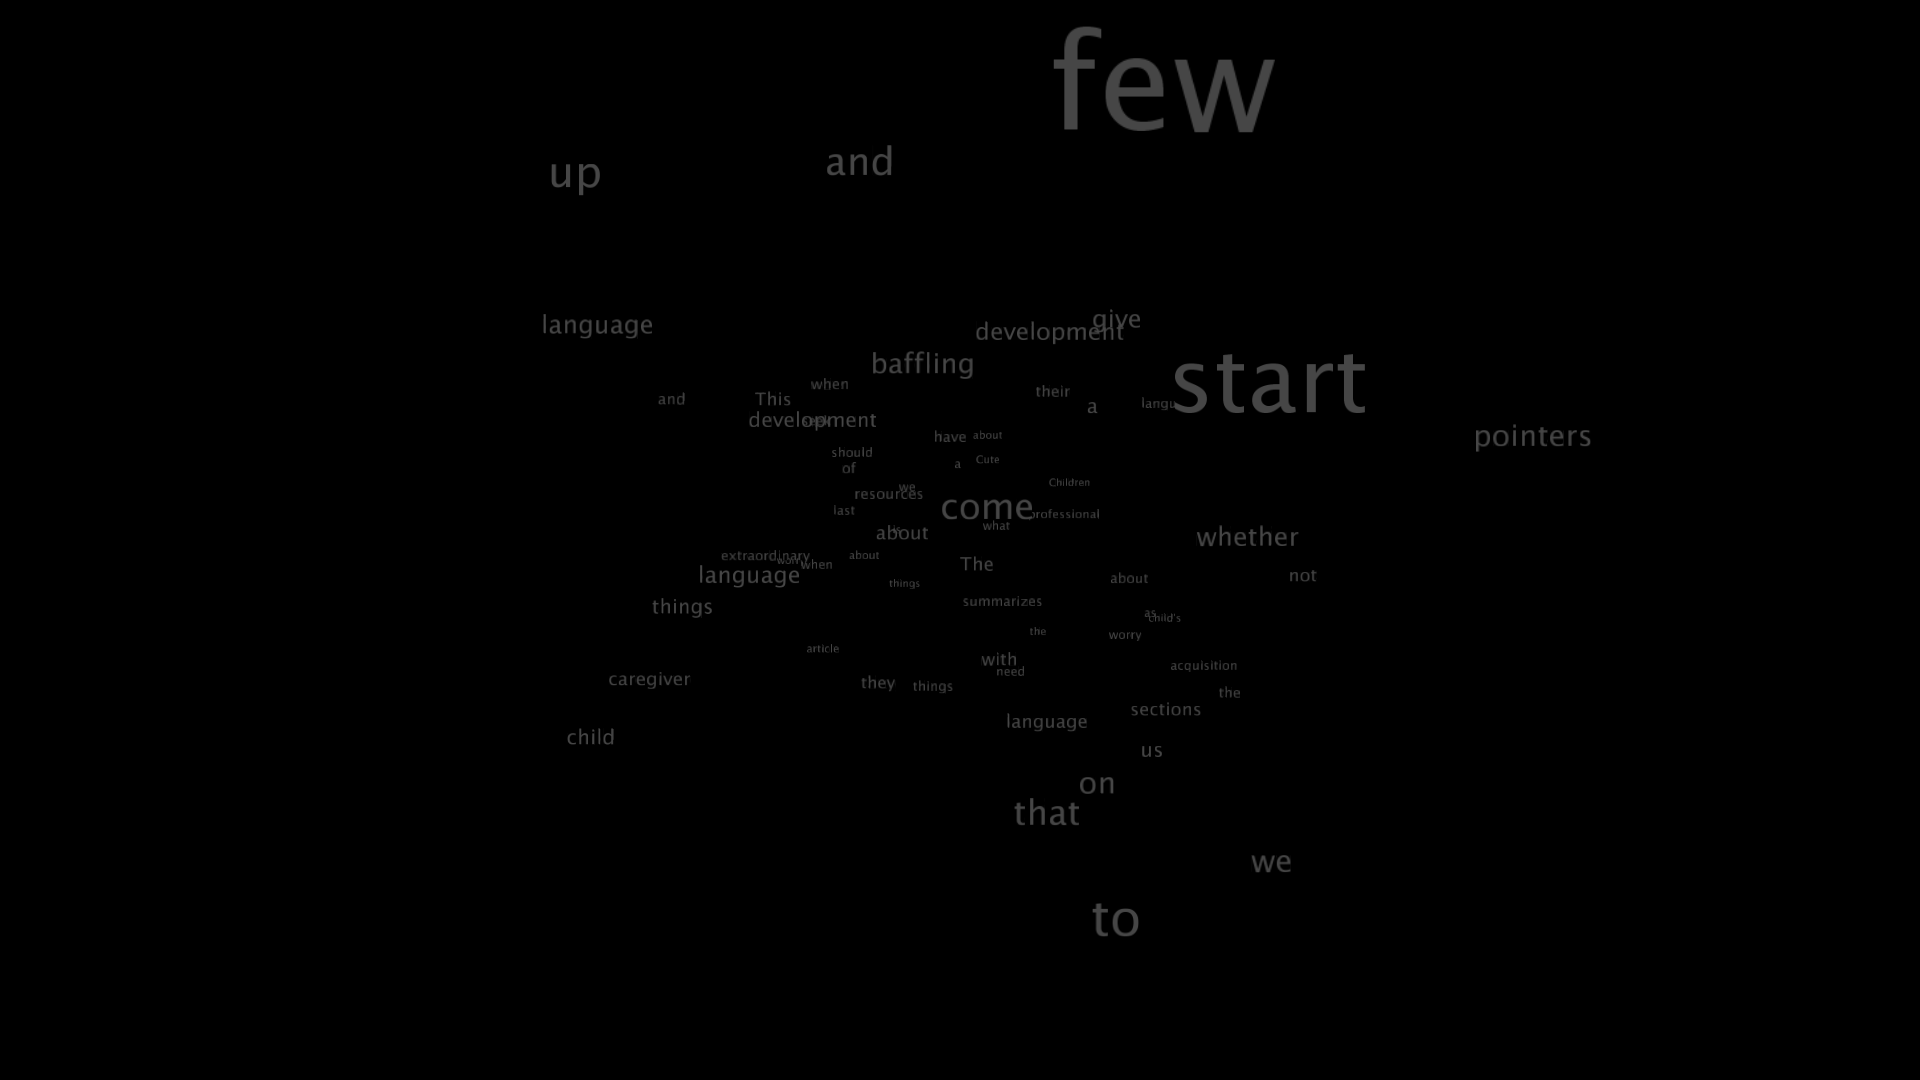 few
and
up
give
language
development
baffling
start
when
their
and
This
a
langu
development
pointers
have
about
should
Cute
a
of
Children
we
resources
come
last
professional
what
about
whether
extraordinary
about
worry
when
The
language
not
about
things
summarizes
things
as
child's
the
worry
article
with
acquisition
need
caregiver
they
things
the
sections
language
child
us
on
that
we
to